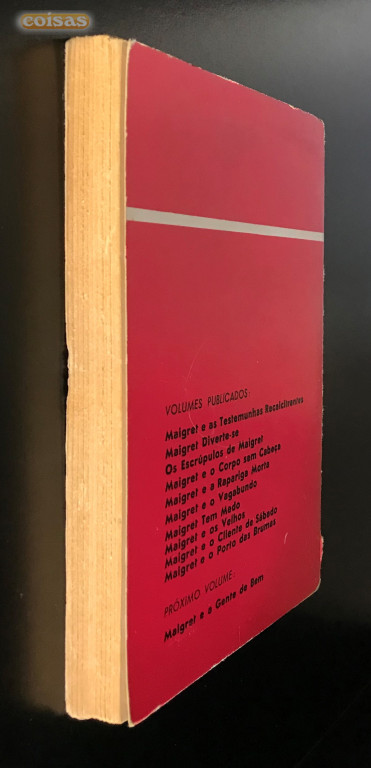 coisas
VOLUMES PUBLICADOS:
Maigret e as Testemunhas Recalcitrantes
Maigret Diverte-se
Os Escrúpulos de Maigret
Maigret e o Corpo sem Cabeça
Maigret e a Rapariga Morta
Maigret e o Vagabundo
Maigret Tem Medo
Maigret e os Velhos
Maigret e o Cliente de Sábado
Maigret e o Porto das Brumas
PRÓXIMO VOLUME:
Maigret e a Gente de Bem